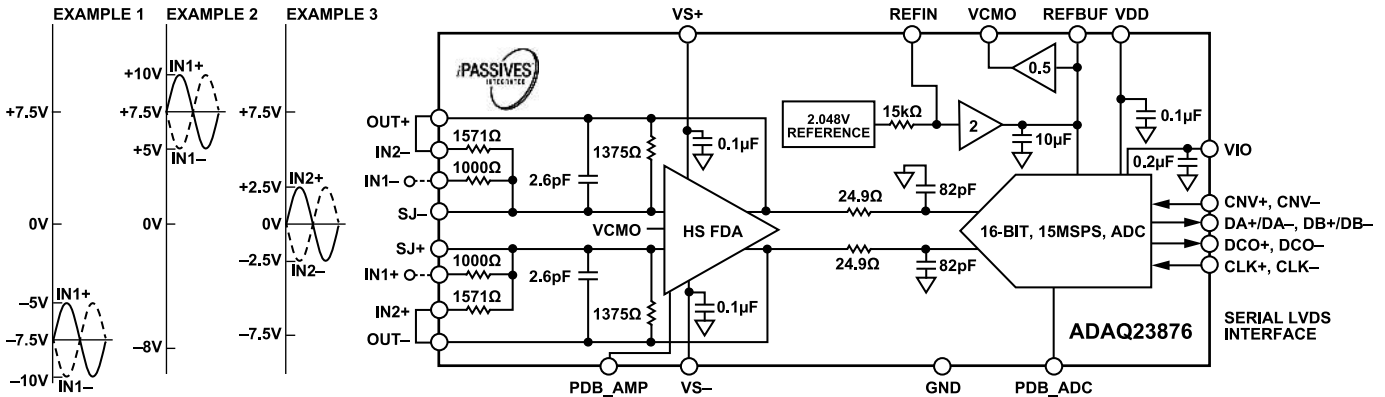 EXAMPLE 1
EXAMPLE 2
EXAMPLE 3
+7.5V
0V
–5V
–7.5V
–10V
IN1+
IN1–
+10V
+7.5V
+5V
0V
–8V
IN1+
IN1–
+7.5V
+2.5V
0V
–2.5V
–7.5V
IN2+
IN2–
VS+
REFIN
VCMO
REFBUF
VDD
iPASSIVES
INTEGRATED
OUT+
IN2–
IN1–
SJ–
SJ+
IN1+
IN2+
OUT–
1571Ω
1000Ω
2.6pF
1375Ω
0.1µF
VCMO
HS FDA
1000Ω
1571Ω
2.6pF
1375Ω
0.1µF
2.048V
REFERENCE
15kΩ
2
0.5
10µF
0.1µF
0.2µF
24.9Ω
82pF
24.9Ω
82pF
16-BIT, 15MSPS, ADC
VIO
CNV+, CNV–
DA+/DA–, DB+/DB–
DCO+, DCO–
CLK+, CLK–
SERIAL LVDS
INTERFACE
ADAQ23876
PDB_AMP
VS–
GND
PDB_ADC